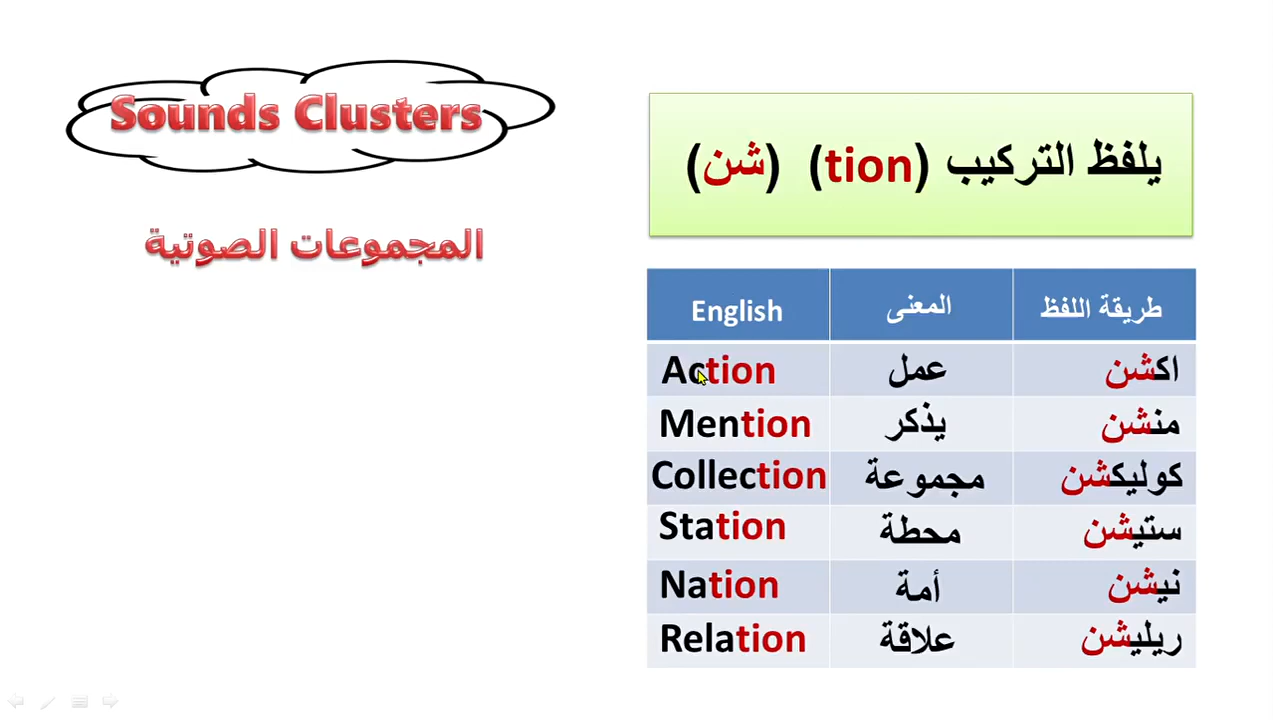 Sounds Clusters
المجموعات الصوتية
يلفظ التركيب (tion) (شن)
English المعنى طريقة اللفظ
Action عمل اكشن
Mention يذكر منشن
Collection مجموعة كوليكشن
Station محطة ستيشن
Nation أمة نيشن
Relation علاقة ريليشن